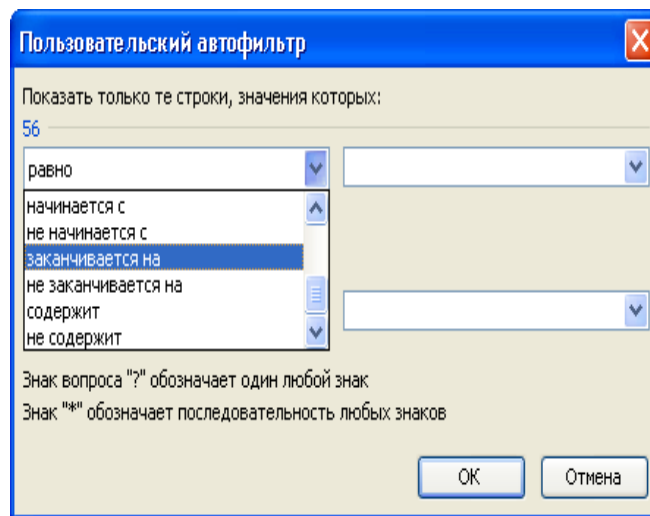 Пользовательский автофильтр
Показать только те строки, значения которых:
56
равно
начинается с
не начинается с
заканчивается на
не заканчивается на
содержит
не содержит
Знак вопроса "?" обозначает один любой знак
Знак "*" обозначает последовательность любых знаков
ОК Отмена